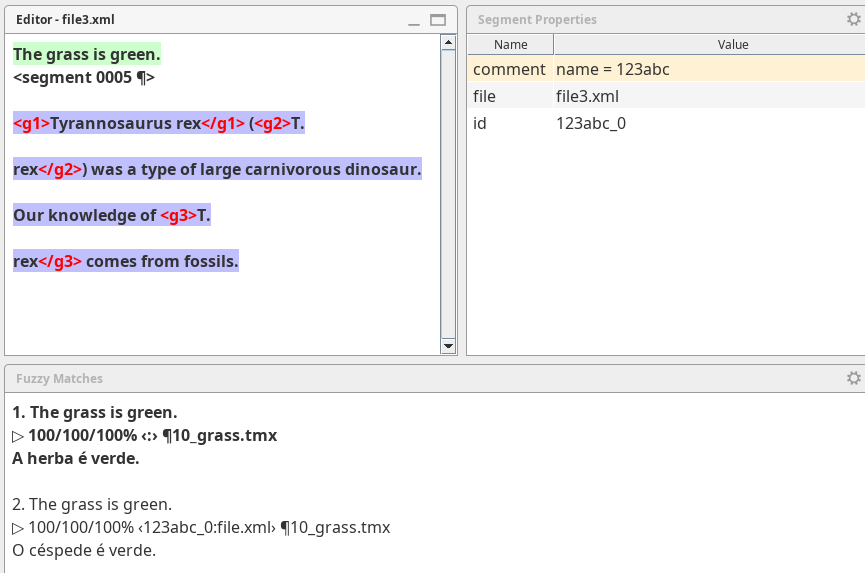 Editor - file3.xml
The grass is green.
<segment 0005 ¶>
<g1>Tyrannosaurus rex</g1> (<g2>T.
rex</g2>) was a type of large carnivorous dinosaur.
Our knowledge of <g3>T.
rex</g3> comes from fossils.
Segment Properties
Name Value
comment name = 123abc
file file3.xml
id 123abc_0
Fuzzy Matches
1. The grass is green.
▷ 100/100/100% ‹:› ¶10_grass.tmx
A herba é verde.
2. The grass is green.
▷ 100/100/100% ‹123abc_0:file.xml› ¶10_grass.tmx
O céspede é verde.